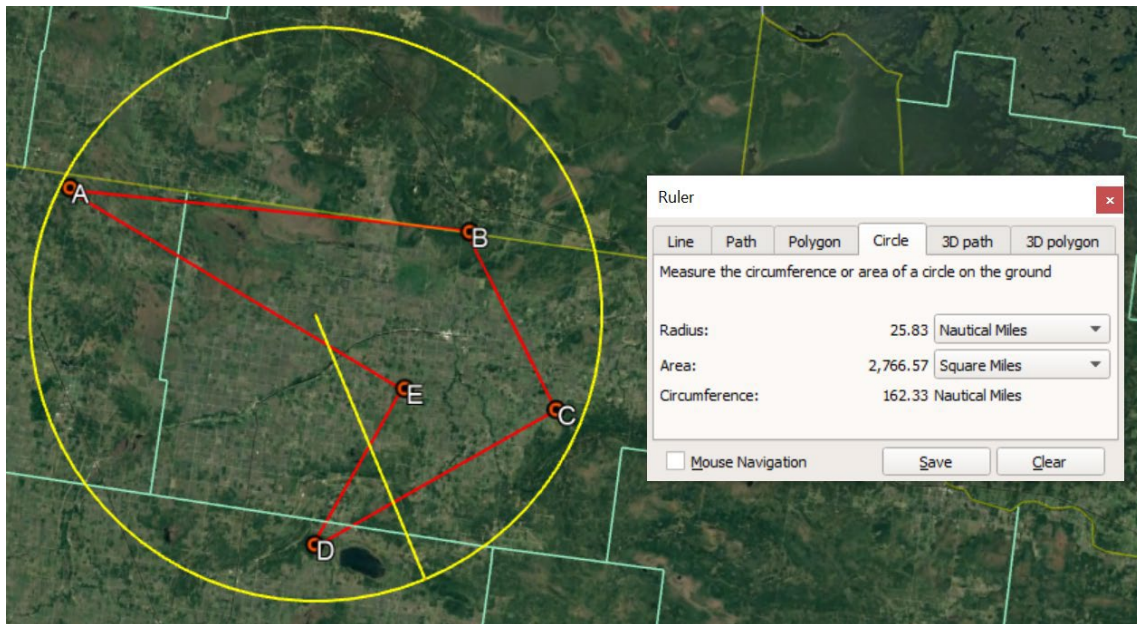 A
B
C
D
E
Ruler
×
Line Path Polygon Circle 3D path 3D polygon
Measure the circumference or area of a circle on the ground
Radius: 25.83 Nautical Miles
Area: 2,766.57 Square Miles
Circumference: 162.33 Nautical Miles
Mouse Navigation Save Clear